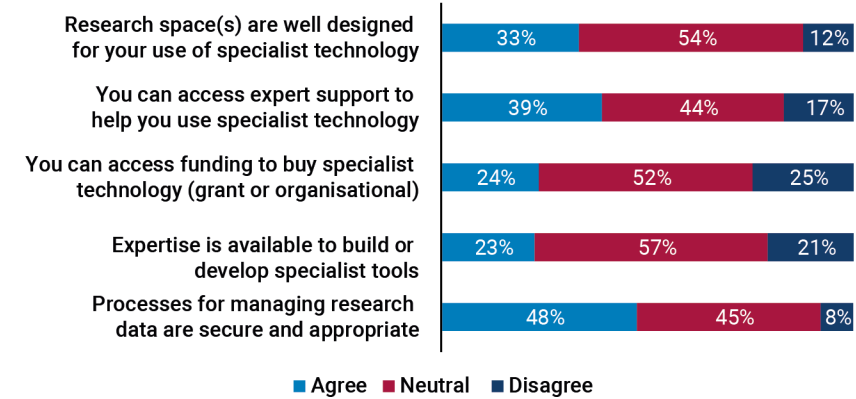 Research space(s) are well designed
for your use of specialist technology
33% 54% 12%
You can access expert support to
help you use specialist technology
39% 44% 17%
You can access funding to buy specialist
technology (grant or organisational)
24% 52% 25%
Expertise is available to build or
develop specialist tools
23% 57% 21%
Processes for managing research
data are secure and appropriate
48% 45% 8%
Agree Neutral Disagree